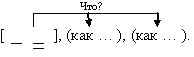 Что?
[ _ = ], (как ... ), (как ... ).